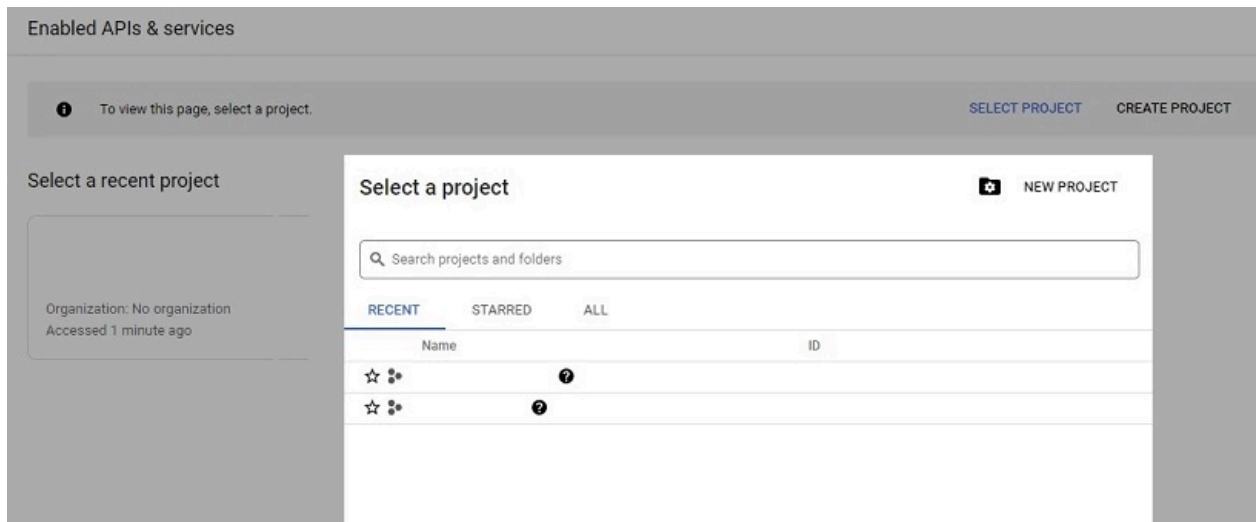 Enabled APIs & services
To view this page, select a project.
SELECT PROJECT
CREATE PROJECT
Select a recent project
Organization: No organization
Accessed 1 minute ago
Select a project
NEW PROJECT
Search projects and folders
RECENT
STARRED
ALL
Name
ID